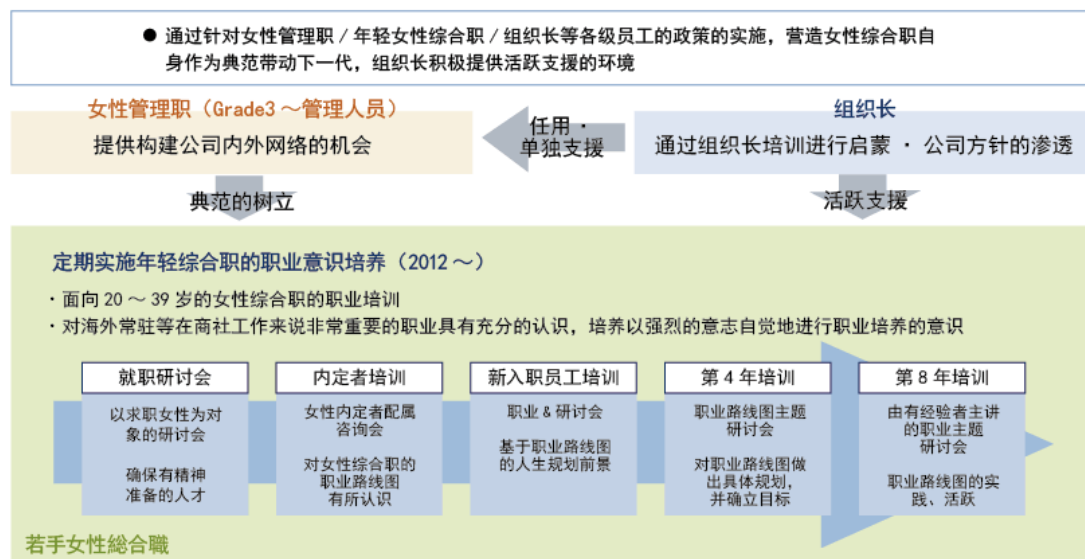 ● 通过针对女性管理职 / 年轻女性综合职 / 组织长等各级员工的政策的实施，营造女性综合职自
身作为典范带动下一代，组织长积极提供活跃支援的环境
女性管理职（Grade3 ～管理人员）
提供构建公司内外网络的机会
任用 ·
单独支援
组织长
通过组织长培训进行启蒙 · 公司方针的渗透
典范的树立
活跃支援
定期实施年轻综合职的职业意识培养（2012 ～）
· 面向 20 ～ 39 岁的女性综合职的职业培训
· 对海外常驻等在商社工作来说非常重要的职业具有充分的认识，培养以强烈的意志自觉地进行职业培养的意识
就职研讨会
以求职女性为对
象的研讨会
确保有精神
准备的人才
内定者培训
女性内定者配属
咨询会
对女性综合职的
职业路线图
有所认识
新入职员工培训
职业 & 研讨会
基于职业路线图
的人生规划前景
第 4 年培训
职业路线图主题
研讨会
对职业路线图做
出具体规划，
并确立目标
第 8 年培训
由有经验者主讲
的职业主题
研讨会
职业路线图的实
践、活跃
若手女性総合職